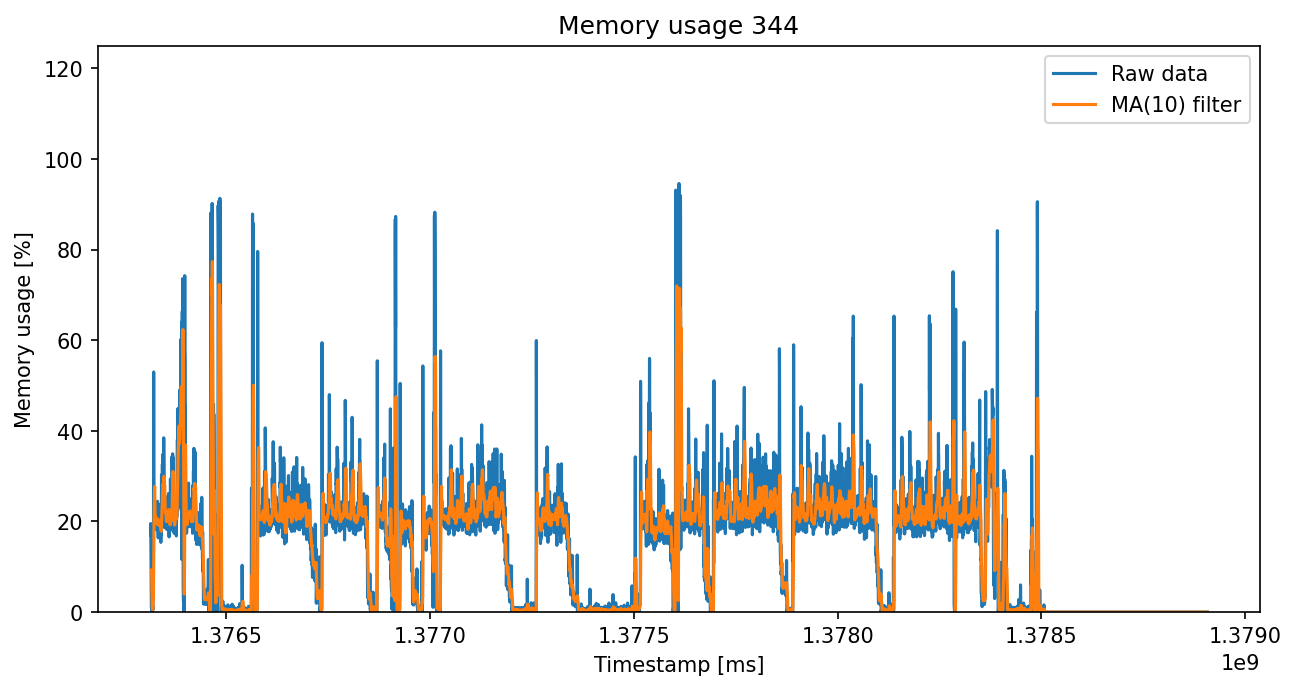 Memory usage 344
120
100
80
60
40
20
0
Memory usage [%]
Raw data
MA(10) filter
1.3765 1.3770 1.3775 1.3780 1.3785 1.3790
1e9
Timestamp [ms]